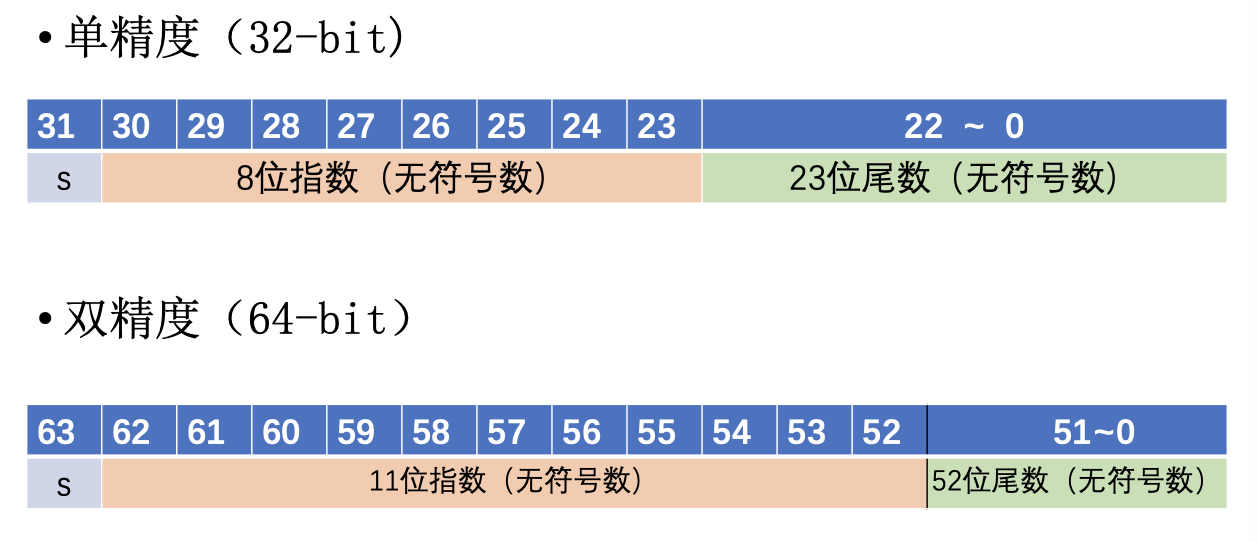 • 单精度（32-bit)
31 30 29 28 27 26 25 24 23 22 ~ 0
s 8位指数（无符号数） 23位尾数（无符号数）
• 双精度（64-bit）
63 62 61 60 59 58 57 56 55 54 53 52 51~0
s 11位指数（无符号数） 52位尾数（无符号数）